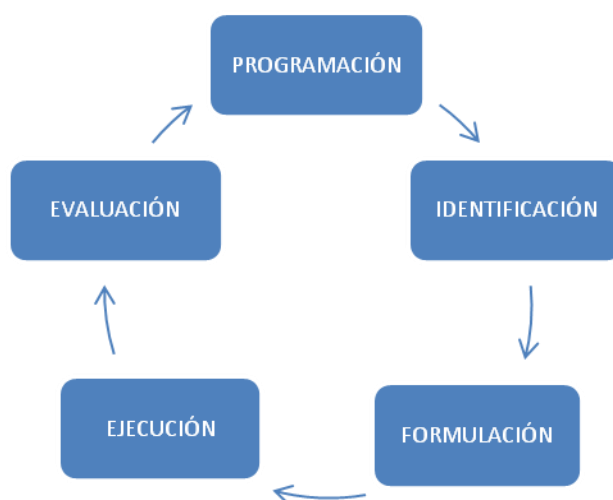 PROGRAMACIÓN
IDENTIFICACIÓN
FORMULACIÓN
EJECUCIÓN
EVALUACIÓN